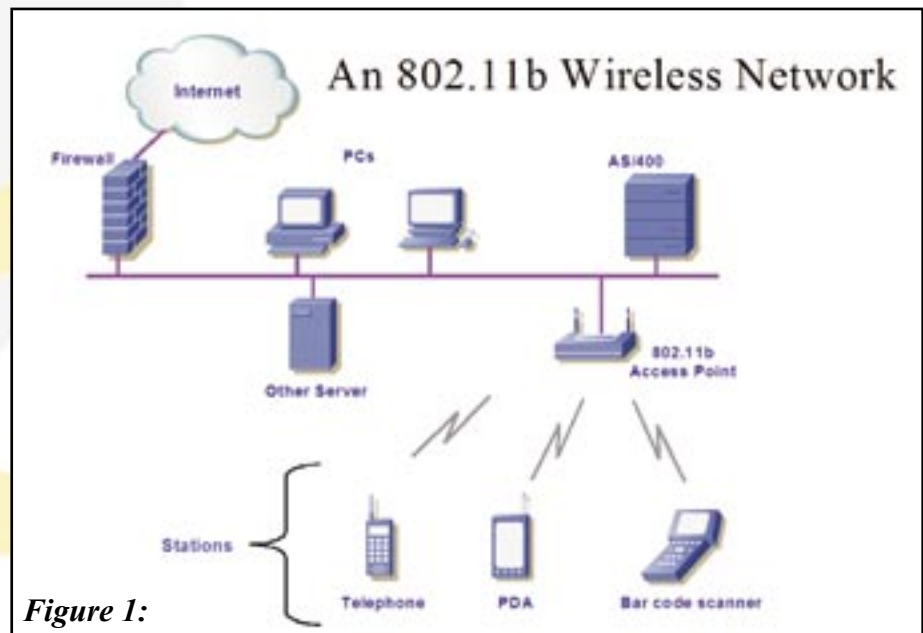 An 802.11b Wireless Network
Internet
Firewall
PCs
AS/400
802.11b
Access Point
Other Server
Stations
Telephone
PDA
Bar code scanner
Figure 1: